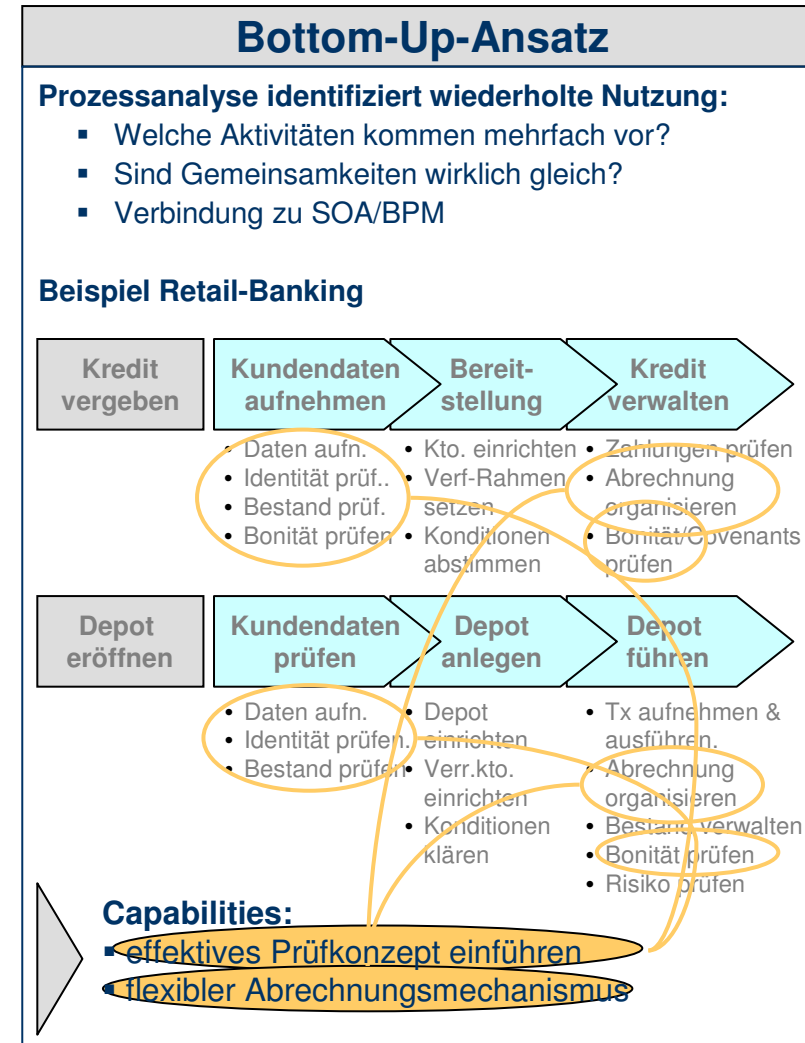 Bottom-Up-Ansatz
Prozessanalyse identifiziert wiederholte Nutzung:
▪ Welche Aktivitäten kommen mehrfach vor?
▪ Sind Gemeinsamkeiten wirklich gleich?
▪ Verbindung zu SOA/BPM
Beispiel Retail-Banking
Kredit
vergeben
Kundendaten
aufnehmen
Bereit-
stellung
Kredit
verwalten
• Daten aufn.
• Identität prüf..
• Bestand prüf.
• Bonität prüfen
• Kto. einrichten
• Verf-Rahmen
setzen
• Konditionen
abstimmen
• Zahlungen prüfen
• Abrechnung
organisieren
• Bonität/Covenants
prüfen
Depot
eröffnen
Kundendaten
prüfen
Depot
anlegen
Depot
führen
• Daten aufn.
• Identität prüfen.
• Bestand prüfen
• Depot
einrichten
• Verr.kto.
einrichten
• Konditionen
klären
• Tx aufnehmen &
ausführen.
• Abrechnung
organisieren
• Bestand verwalten
• Bonität prüfen
• Risiko prüfen
Capabilities:
▪ effektives Prüfkonzept einführen
▪ flexibler Abrechnungsmechanismus